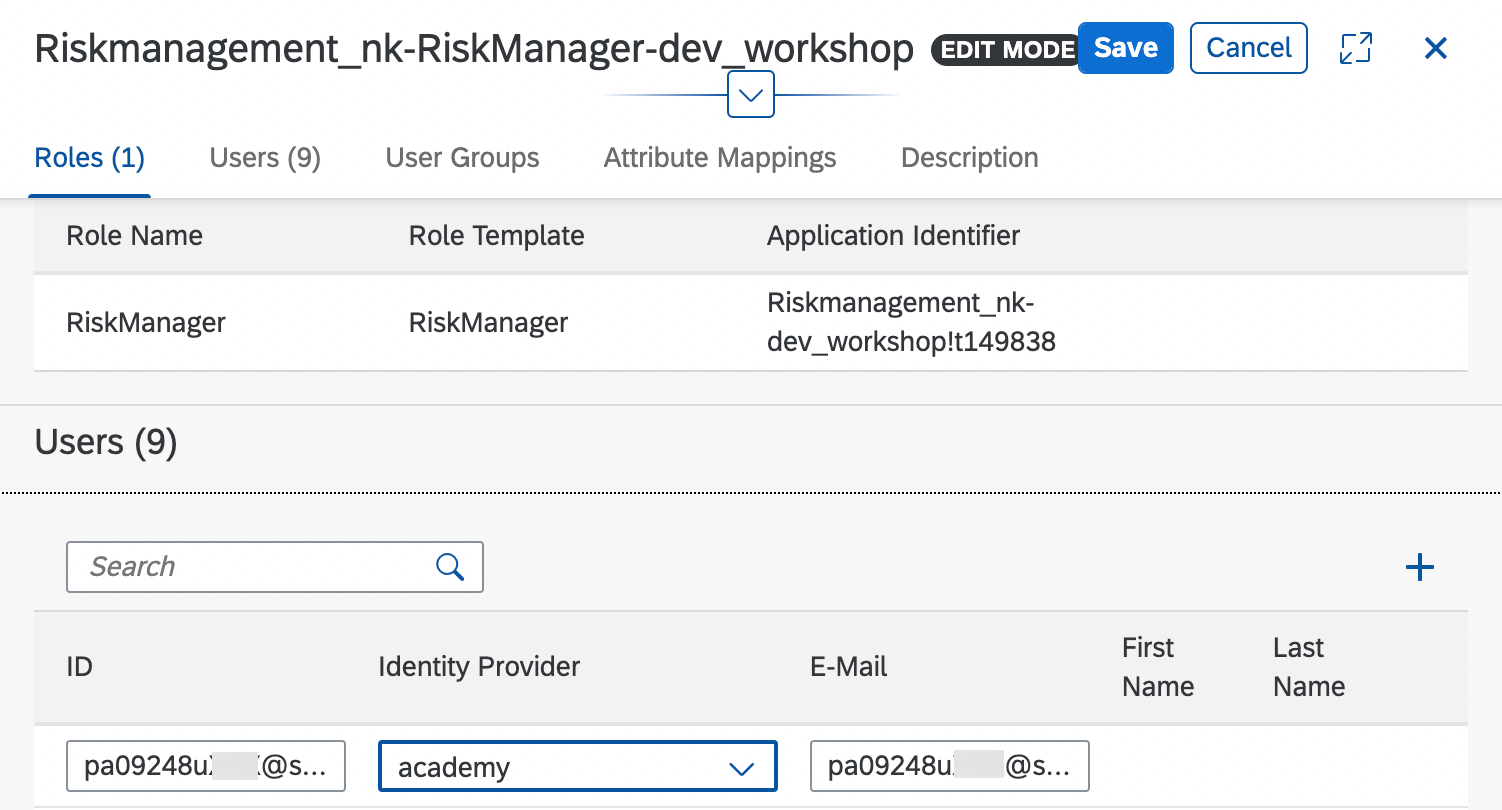 Riskmanagement_nk-RiskManager-dev_workshop EDIT MODE Save Cancel
Roles (1) Users (9) User Groups Attribute Mappings Description
Role Name Role Template Application Identifier
RiskManager RiskManager Riskmanagement_nk-
dev_workshop!t149838
Users (9)
Search
ID Identity Provider E-Mail First
Name Last
Name
pa09248u @s... academy pa09248u @s...